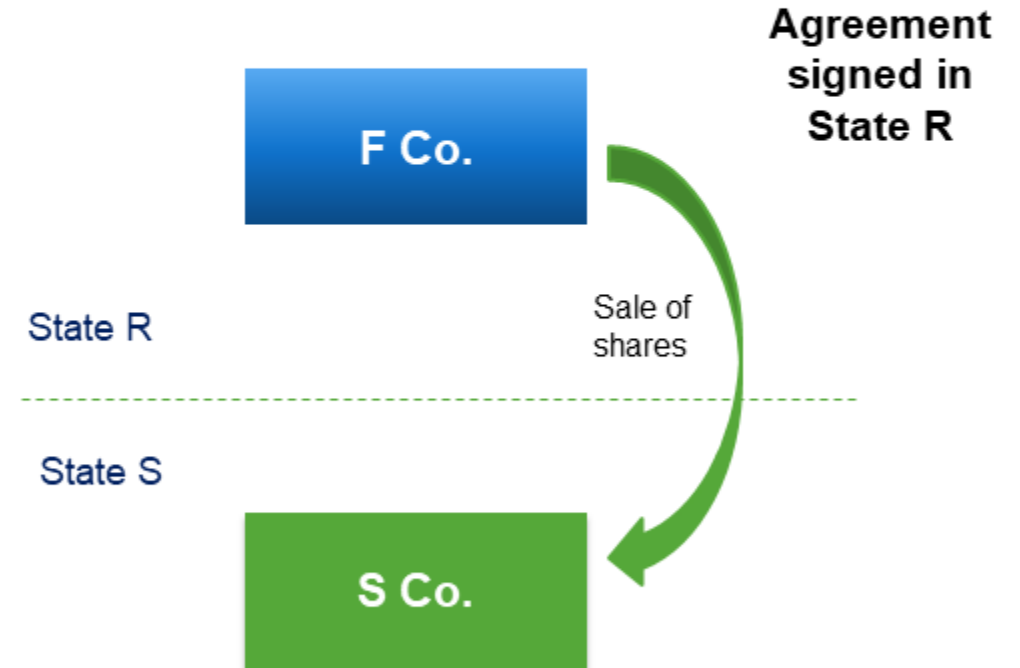 Agreement
signed in
State R
F Co.
Sale of
shares
State R
State S
S Co.